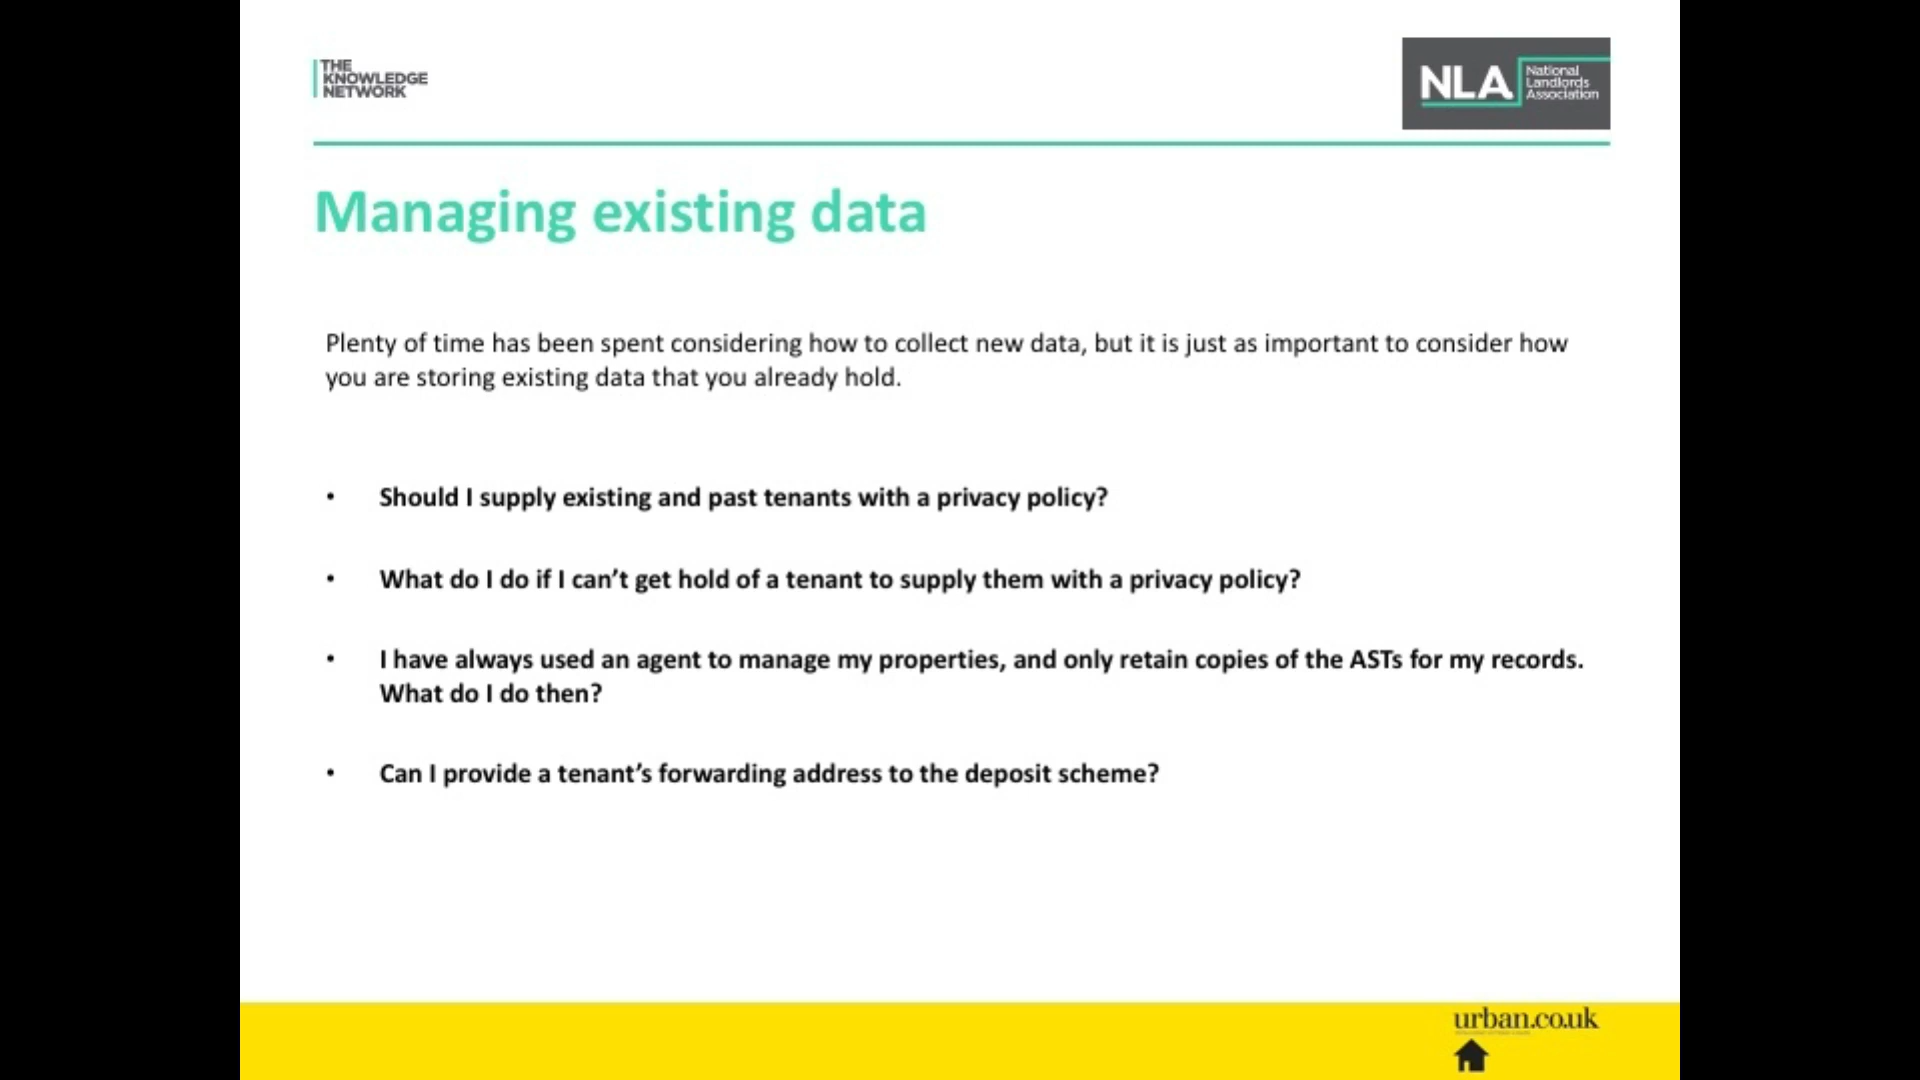 THE
KNOWLEDGE
NETWORK
NLA National
Landlords
Association
Managing existing data
Plenty of time has been spent considering how to collect new data, but it is just as important to consider how
you are storing existing data that you already hold.
• Should I supply existing and past tenants with a privacy policy?
• What do I do if I can’t get hold of a tenant to supply them with a privacy policy?
• I have always used an agent to manage my properties, and only retain copies of the ASTs for my records.
What do I do then?
• Can I provide a tenant’s forwarding address to the deposit scheme?
urban.co.uk